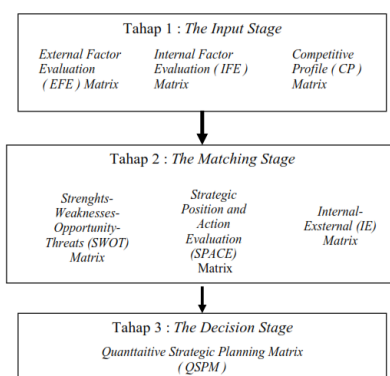 Tahap 1 : The Input Stage
External Factor
Evaluation
( EFE ) Matrix
Internal Factor
Evaluation ( IFE )
Matrix
Competitive
Profile ( CP )
Matrix
Tahap 2 : The Matching Stage
Strenghts-
Weaknesses-
Opportunity-
Threats (SWOT)
Matrix
Strategic
Position and
Action
Evaluation
(SPACE)
Matrix
Internal-
Exsternal (IE)
Matrix
Tahap 3 : The Decision Stage
Quanttaitive Strategic Planning Matrix
( QSPM )